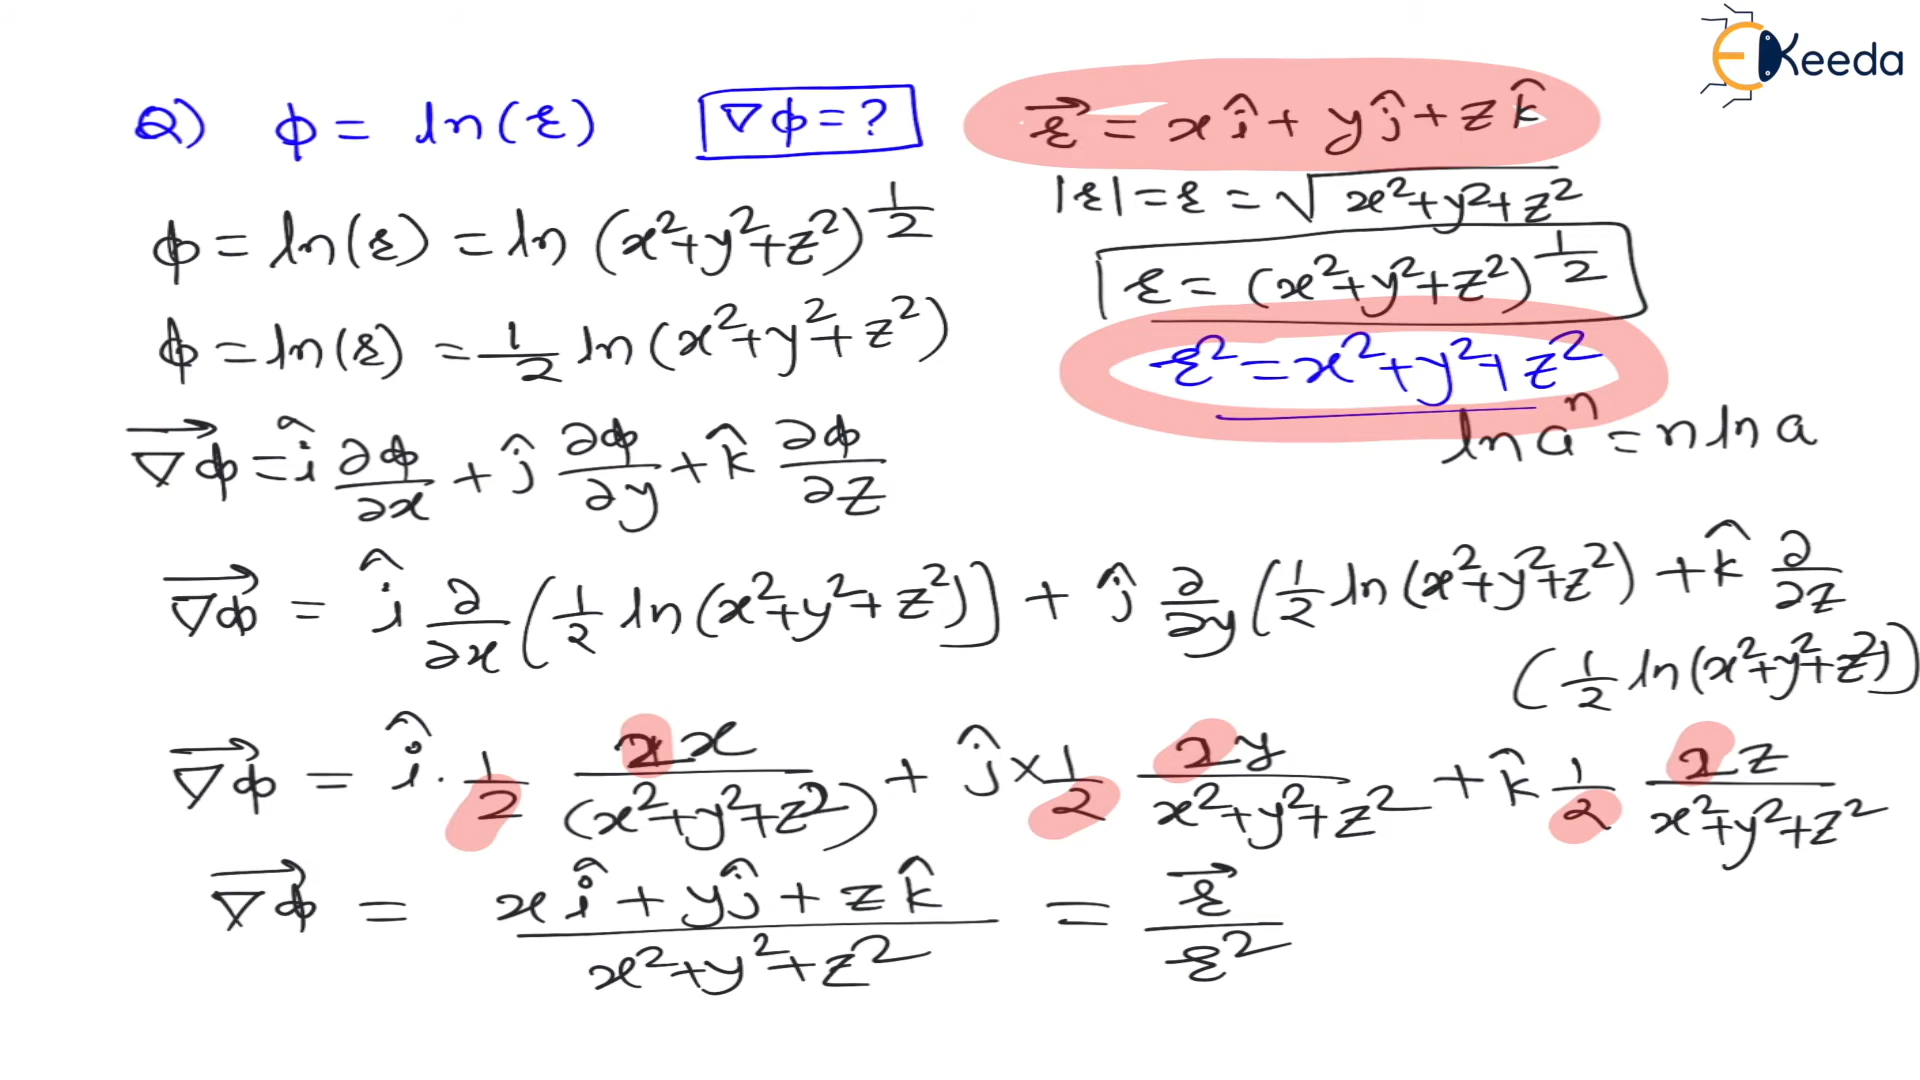 EKeeda
Q) ϕ = ln(r)    ∇ϕ = ?
r⃗ = x î + y ĵ + z k̂
|r| = r = √(x²+y²+z²)
r = (x²+y²+z²)^(1/2)
r² = x²+y²+z²
ln aⁿ = n ln a
ϕ = ln(r) = ln (x²+y²+z²)^(1/2)
ϕ = ln(r) = 1/2 ln(x²+y²+z²)
∇⃗ϕ = î ∂ϕ/∂x + ĵ ∂ϕ/∂y + k̂ ∂ϕ/∂z
∇⃗ϕ = î ∂/∂x (1/2 ln(x²+y²+z²)) + ĵ ∂/∂y (1/2 ln(x²+y²+z²) + k̂ ∂/∂z
(1/2 ln(x²+y²+z²))
∇⃗ϕ = î · 1/2 2x/(x²+y²+z²) + ĵ × 1/2 2y/x²+y²+z² + k̂ 1/2 2z/x²+y²+z²
∇⃗ϕ = x î + y ĵ + z k̂ / x²+y²+z² = r⃗/r²